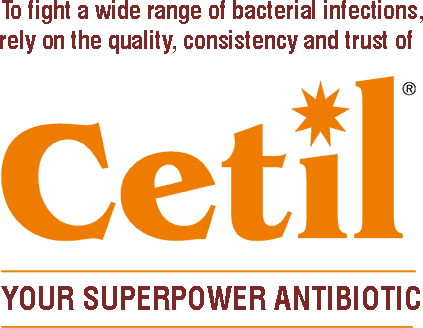 To fight a wide range of bacterial infections,
rely on the quality, consistency and trust of
Cetil®
YOUR SUPERPOWER ANTIBIOTIC